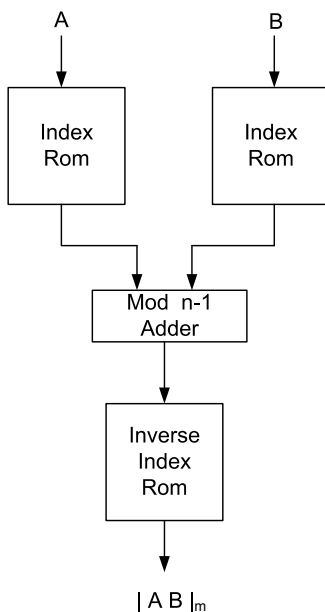 A
B
Index
Rom
Index
Rom
Mod n-1
Adder
Inverse
Index
Rom
| A B |m